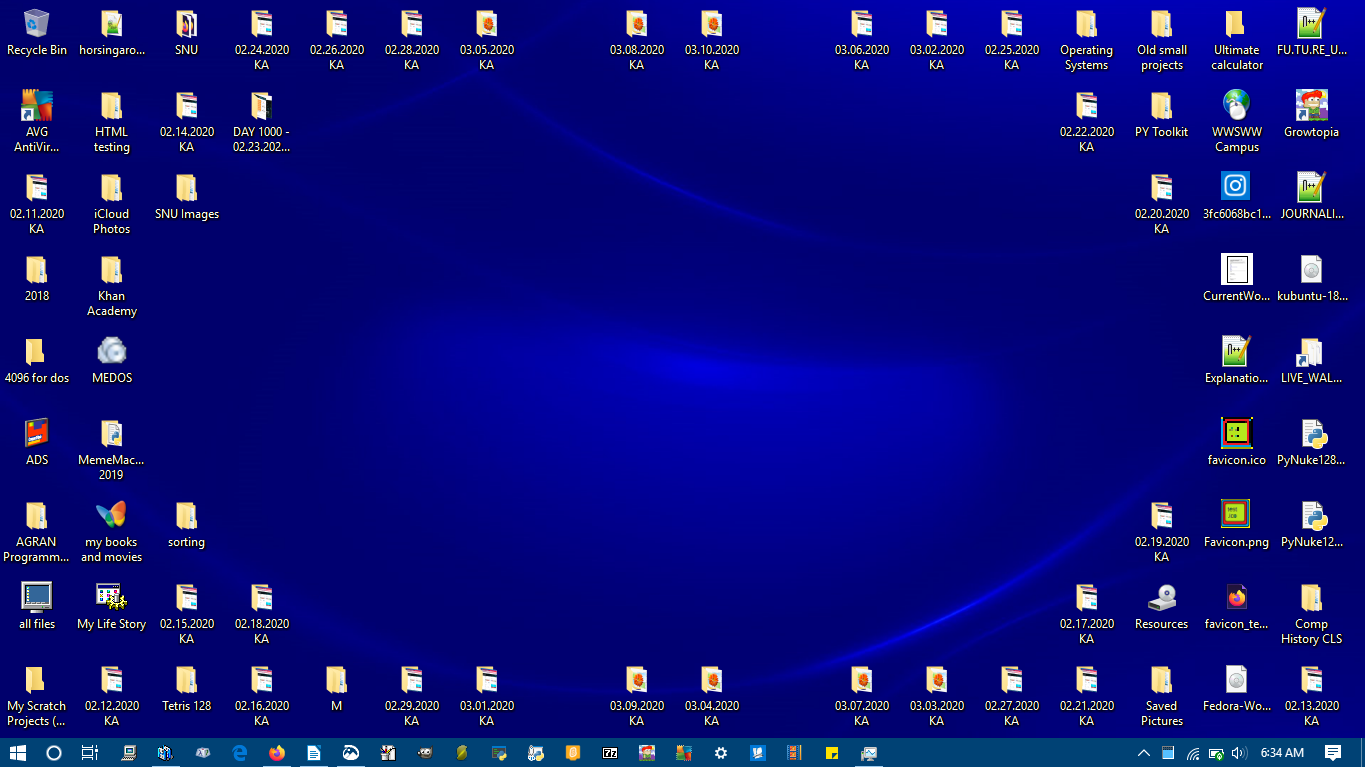 Recycle Bin
horsingaro...
SNU
02.24.2020
KA
02.26.2020
KA
02.28.2020
KA
03.05.2020
KA
03.08.2020
KA
03.10.2020
KA
03.06.2020
KA
03.02.2020
KA
02.25.2020
KA
Operating
Systems
Old small
projects
Ultimate
calculator
FU.TU.RE_U...
AVG
AntiVir...
HTML
testing
02.14.2020
KA
DAY 1000 -
02.23.202...
02.22.2020
KA
PY Toolkit
WWSWW
Campus
Growtopia
02.11.2020
KA
iCloud
Photos
SNU Images
02.20.2020
KA
3fc6068bc1...
JOURNALI...
2018
Khan
Academy
CurrentWo...
kubuntu-18...
4096 for dos
MEDOS
Explanatio...
LIVE_WAL...
ADS
MemeMac...
2019
favicon.ico
PyNuke128...
AGRAN
Programm...
my books
and movies
sorting
02.19.2020
KA
Favicon.png
PyNuke12...
all files
My Life Story
02.15.2020
KA
02.18.2020
KA
02.17.2020
KA
Resources
favicon_te...
Comp
History CLS
My Scratch
Projects (...
02.12.2020
KA
Tetris 128
02.16.2020
KA
M
02.29.2020
KA
03.01.2020
KA
03.09.2020
KA
03.04.2020
KA
03.07.2020
KA
03.03.2020
KA
02.27.2020
KA
02.21.2020
KA
Saved
Pictures
Fedora-Wo...
02.13.2020
KA
6:34 AM